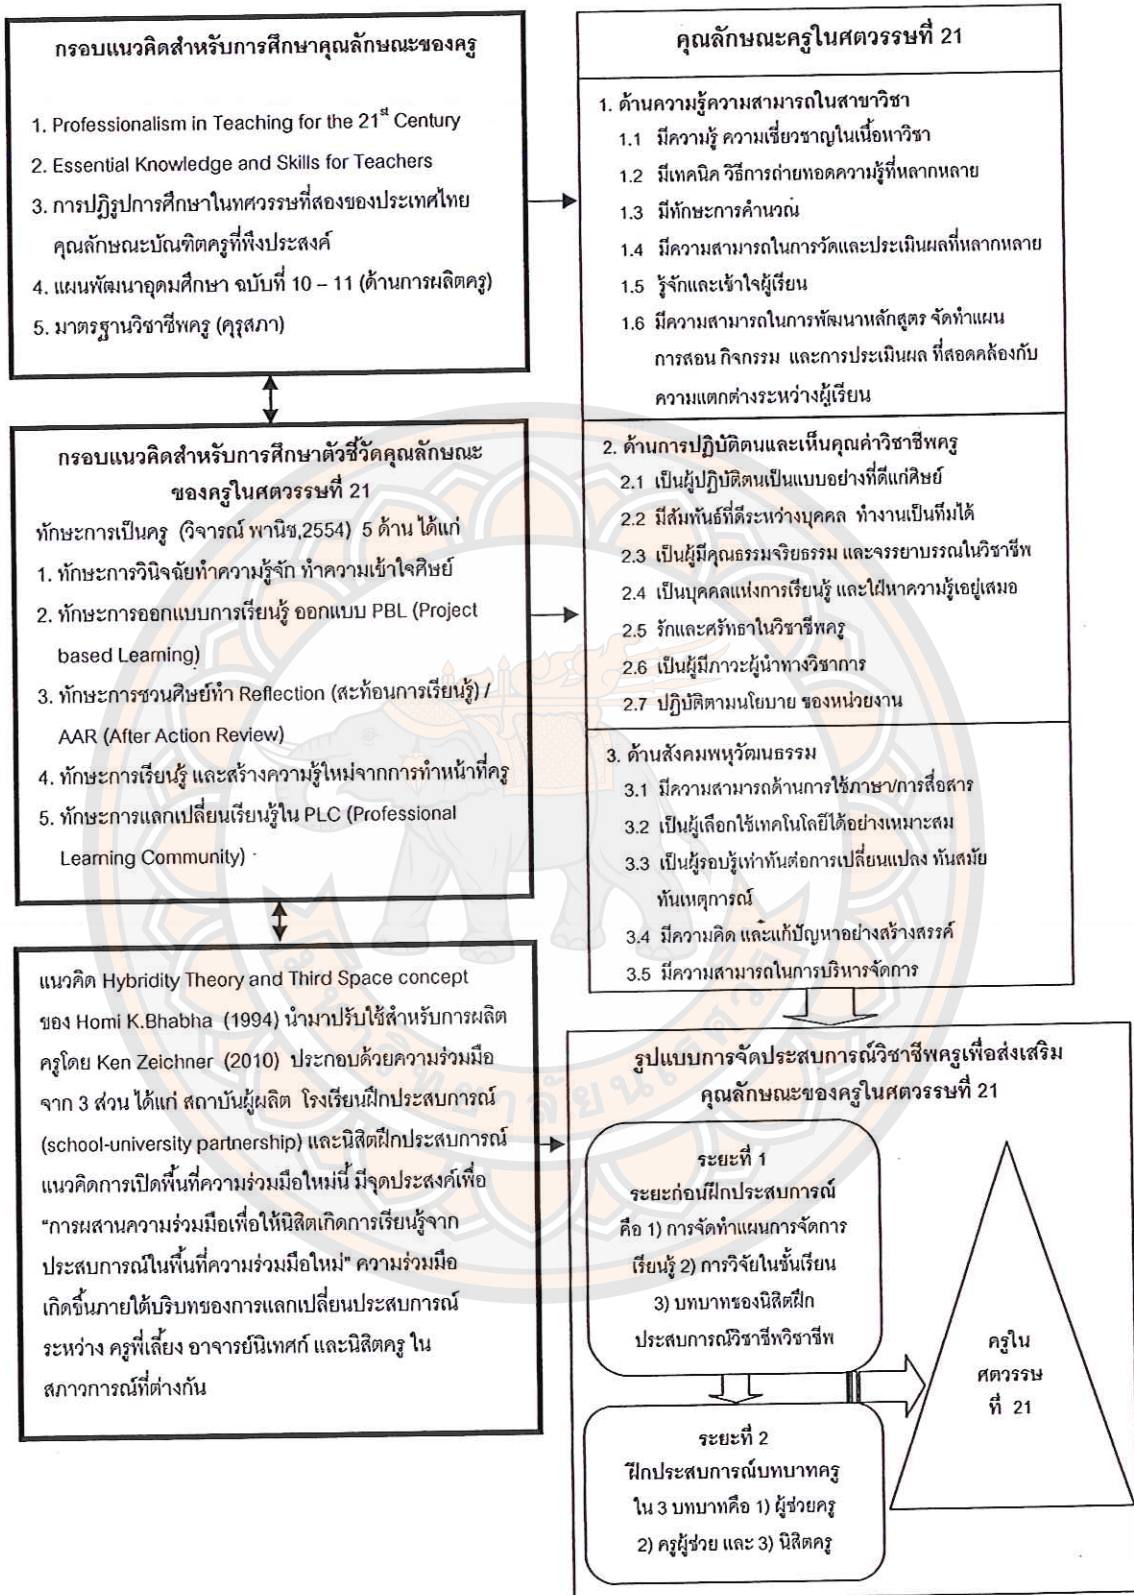 กรอบแนวคิดสำหรับการศึกษาคุณลักษณะของครู
1. Professionalism in Teaching for the 21st Century
2. Essential Knowledge and Skills for Teachers
3. การปฏิรูปการศึกษาในทศวรรษที่สองของประเทศไทย
คุณลักษณะบัณฑิตครูที่พึงประสงค์
4. แผนพัฒนาอุดมศึกษา ฉบับที่ 10 – 11 (ด้านการผลิตครู)
5. มาตรฐานวิชาชีพครู (คุรุสภา)
กรอบแนวคิดสำหรับการศึกษาตัวชี้วัดคุณลักษณะ
ของครูในศตวรรษที่ 21
ทักษะการเป็นครู (วิจารณ์ พานิช,2554) 5 ด้าน ได้แก่
1. ทักษะการวินิจฉัยทำความรู้จัก ทำความเข้าใจศิษย์
2. ทักษะการออกแบบการเรียนรู้ ออกแบบ PBL (Project
based Learning)
3. ทักษะการชวนศิษย์ทำ Reflection (สะท้อนการเรียนรู้) /
AAR (After Action Review)
4. ทักษะการเรียนรู้ และสร้างความรู้ใหม่จากการทำหน้าที่ครู
5. ทักษะการแลกเปลี่ยนเรียนรู้ใน PLC (Professional
Learning Community)
แนวคิด Hybridity Theory and Third Space concept
ของ Homi K.Bhabha (1994) นำมาปรับใช้สำหรับการผลิต
ครูโดย Ken Zeichner (2010) ประกอบด้วยความร่วมมือ
จาก 3 ส่วน ได้แก่ สถาบันผู้ผลิต โรงเรียนฝึกประสบการณ์
(school-university partnership) และนิสิตฝึกประสบการณ์
แนวคิดการเปิดพื้นที่ความร่วมมือใหม่นี้ มีจุดประสงค์เพื่อ
“การผสานความร่วมมือเพื่อให้นิสิตเกิดการเรียนรู้จาก
ประสบการณ์ในพื้นที่ความร่วมมือใหม่” ความร่วมมือ
เกิดขึ้นภายใต้บริบทของการแลกเปลี่ยนประสบการณ์
ระหว่าง ครูพี่เลี้ยง อาจารย์นิเทศก์ และนิสิตครู ใน
สภาวการณ์ที่ต่างกัน
คุณลักษณะครูในศตวรรษที่ 21
1. ด้านความรู้ความสามารถในสาขาวิชา
1.1 มีความรู้ ความเชี่ยวชาญในเนื้อหาวิชา
1.2 มีเทคนิค วิธีการถ่ายทอดความรู้ที่หลากหลาย
1.3 มีทักษะการคำนวณ
1.4 มีความสามารถในการวัดและประเมินผลที่หลากหลาย
1.5 รู้จักและเข้าใจผู้เรียน
1.6 มีความสามารถในการพัฒนาหลักสูตร จัดทำแผน
การสอน กิจกรรม และการประเมินผล ที่สอดคล้องกับ
ความแตกต่างระหว่างผู้เรียน
2. ด้านการปฏิบัติตนและเห็นคุณค่าวิชาชีพครู
2.1 เป็นผู้ปฏิบัติตนเป็นแบบอย่างที่ดีแก่ศิษย์
2.2 มีสัมพันธ์ที่ดีระหว่างบุคคล ทำงานเป็นทีมได้
2.3 เป็นผู้มีคุณธรรมจริยธรรม และจรรยาบรรณในวิชาชีพ
2.4 เป็นบุคคลแห่งการเรียนรู้ และใฝ่หาความรู้อยู่เสมอ
2.5 รักและศรัทธาในวิชาชีพครู
2.6 เป็นผู้มีภาวะผู้นำทางวิชาการ
2.7 ปฏิบัติตามนโยบาย ของหน่วยงาน
3. ด้านสังคมพหุวัฒนธรรม
3.1 มีความสามารถด้านการใช้ภาษา/การสื่อสาร
3.2 เป็นผู้เลือกใช้เทคโนโลยีได้อย่างเหมาะสม
3.3 เป็นผู้รอบรู้เท่าทันต่อการเปลี่ยนแปลง ทันสมัย
ทันเหตุการณ์
3.4 มีความคิด และแก้ปัญหาอย่างสร้างสรรค์
3.5 มีความสามารถในการบริหารจัดการ
รูปแบบการจัดประสบการณ์วิชาชีพครูเพื่อส่งเสริม
คุณลักษณะของครูในศตวรรษที่ 21
ระยะที่ 1
ระยะก่อนฝึกประสบการณ์
คือ 1) การจัดทำแผนการจัดการ
เรียนรู้ 2) การวิจัยในชั้นเรียน
3) บทบาทของนิสิตฝึก
ประสบการณ์วิชาชีพวิชาชีพ
ระยะที่ 2
ฝึกประสบการณ์บทบาทครู
ใน 3 บทบาทคือ 1) ผู้ช่วยครู
2) ครูผู้ช่วย และ 3) นิสิตครู
ครูใน
ศตวรรษ
ที่ 21